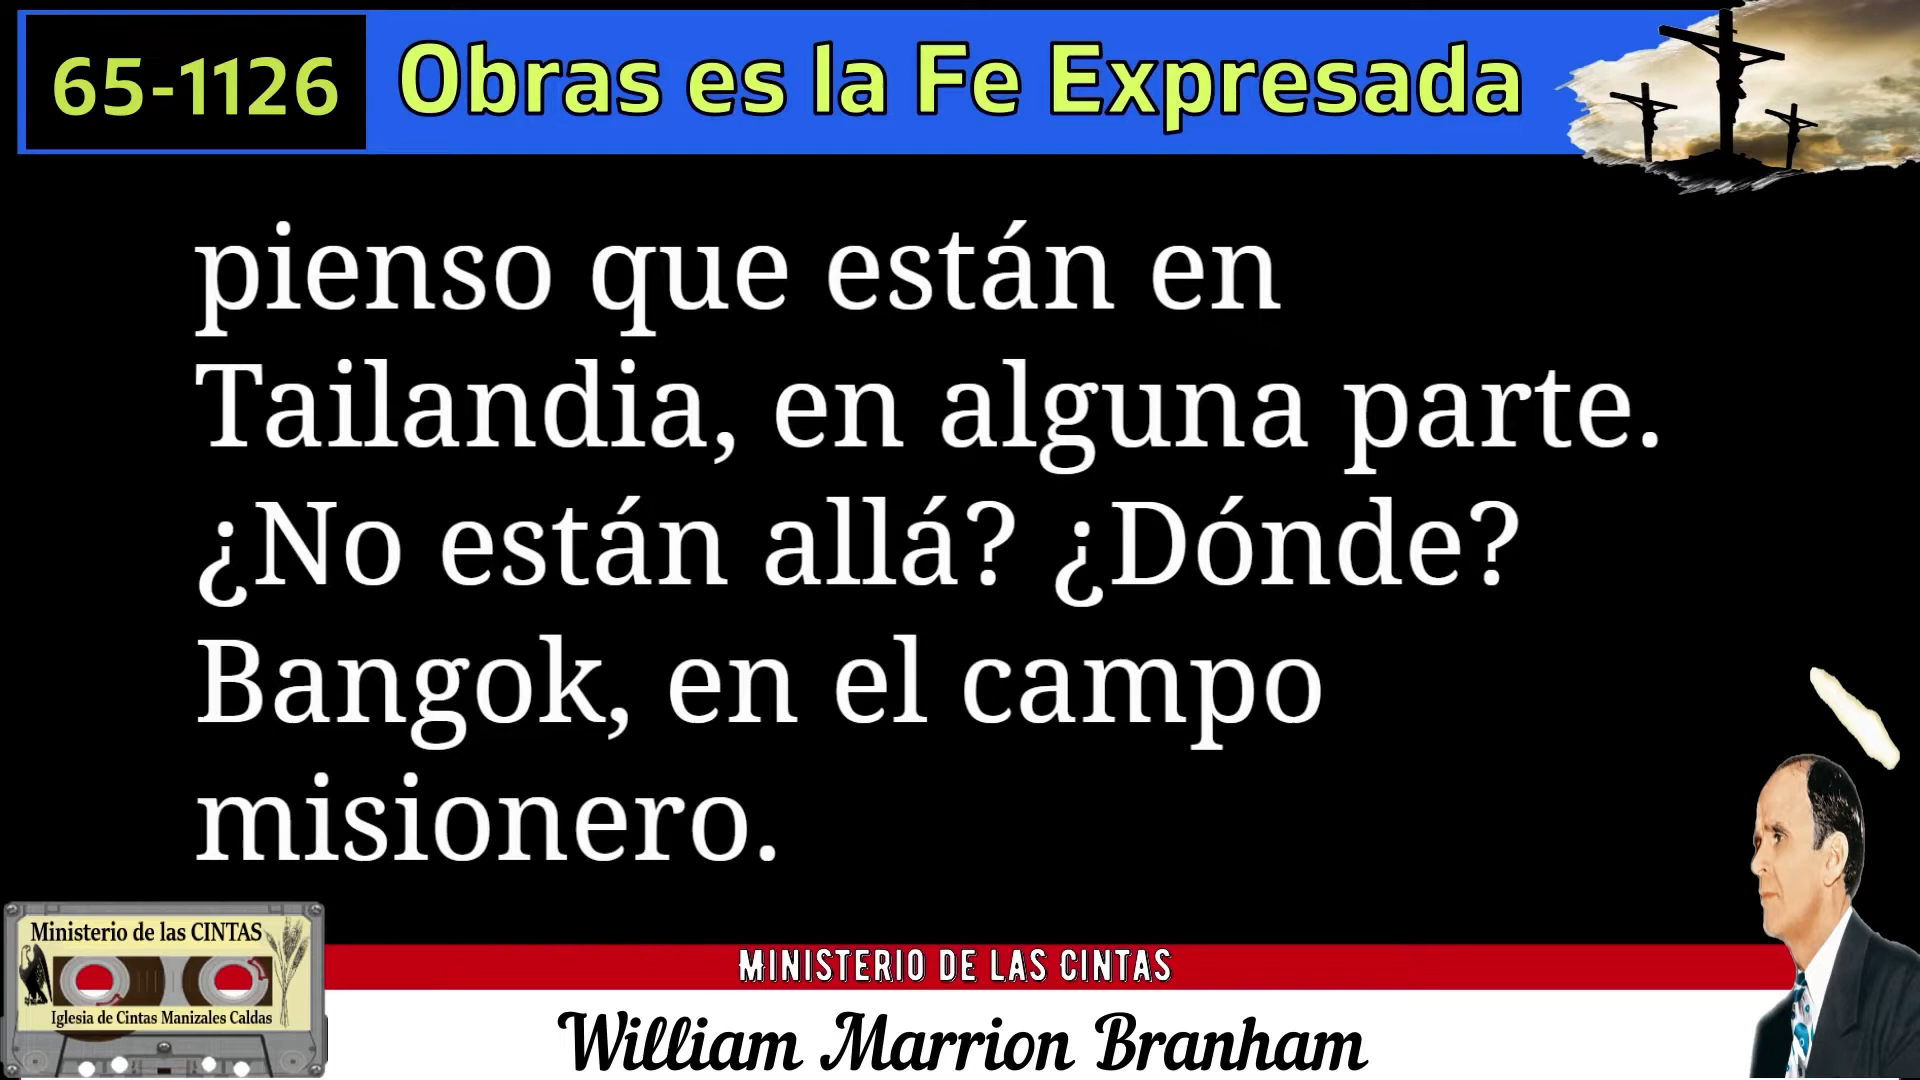 65-1126
Obras es la Fe Expresada
pienso que están en
Tailandia, en alguna parte.
¿No están allá? ¿Dónde?
Bangok, en el campo
misionero.
Ministerio de las CINTAS
Iglesia de Cintas Manizales Caldas
MINISTERIO DE LAS CINTAS
William Marrion Branham